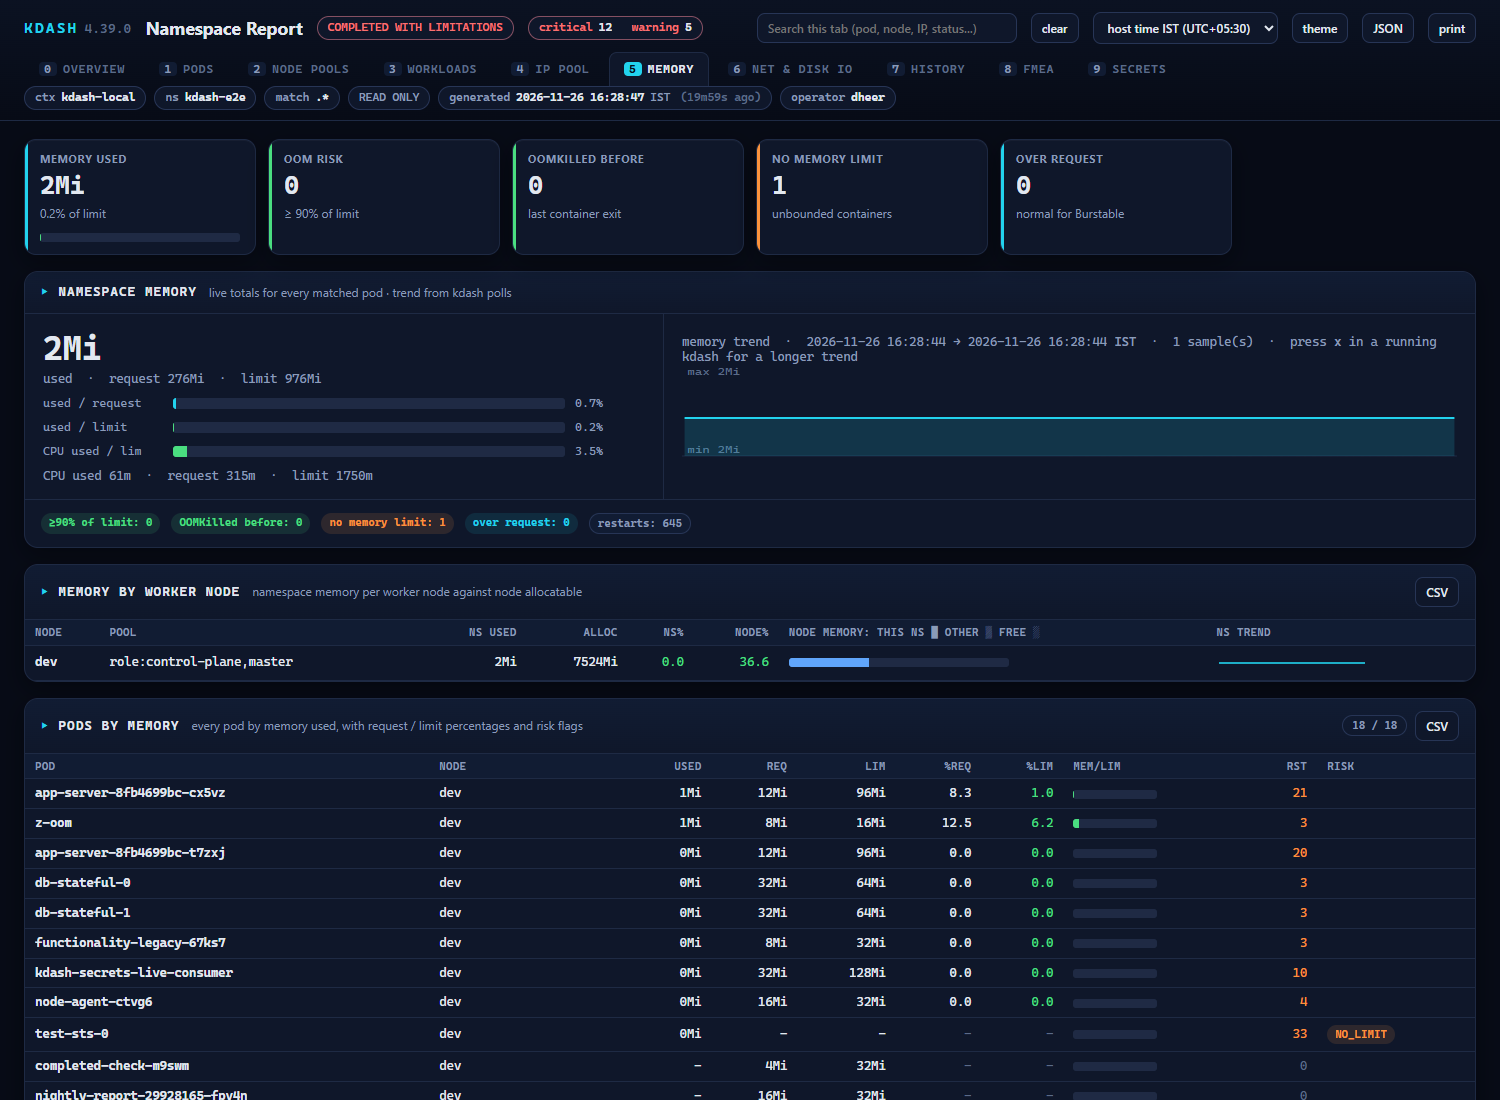 KDASH 4.39.0 Namespace Report COMPLETED WITH LIMITATIONS critical 12 warning 5 Search this tab (pod, node, IP, status...) clear host time IST (UTC+05:30) theme JSON print
0 OVERVIEW 1 PODS 2 NODE POOLS 3 WORKLOADS 4 IP POOL 5 MEMORY 6 NET & DISK IO 7 HISTORY 8 FMEA 9 SECRETS
ctx kdash-local ns kdash-e2e match .* READ ONLY generated 2026-11-26 16:28:47 IST (19m59s ago) operator dheer
MEMORY USED
2Mi
0.2% of limit
OOM RISK
0
≥ 90% of limit
OOMKILLED BEFORE
0
last container exit
NO MEMORY LIMIT
1
unbounded containers
OVER REQUEST
0
normal for Burstable
NAMESPACE MEMORY live totals for every matched pod · trend from kdash polls
2Mi
used · request 276Mi · limit 976Mi
used / request 0.7%
used / limit 0.2%
CPU used / lim 3.5%
CPU used 61m · request 315m · limit 1750m
memory trend · 2026-11-26 16:28:44 → 2026-11-26 16:28:44 IST · 1 sample(s) · press x in a running
kdash for a longer trend
max 2Mi
min 2Mi
≥90% of limit: 0 OOMKilled before: 0 no memory limit: 1 over request: 0 restarts: 645
MEMORY BY WORKER NODE namespace memory per worker node against node allocatable CSV
NODE POOL NS USED ALLOC NS% NODE% NODE MEMORY: THIS NS OTHER FREE NS TREND
dev role:control-plane,master 2Mi 7524Mi 0.0 36.6
PODS BY MEMORY every pod by memory used, with request / limit percentages and risk flags 18 / 18 CSV
POD NODE USED REQ LIM %REQ %LIM MEM/LIM RST RISK
app-server-8fb4699bc-cx5vz dev 1Mi 12Mi 96Mi 8.3 1.0 21
z-oom dev 1Mi 8Mi 16Mi 12.5 6.2 3
app-server-8fb4699bc-t7zxj dev 0Mi 12Mi 96Mi 0.0 0.0 20
db-stateful-0 dev 0Mi 32Mi 64Mi 0.0 0.0 3
db-stateful-1 dev 0Mi 32Mi 64Mi 0.0 0.0 3
functionality-legacy-67ks7 dev 0Mi 8Mi 32Mi 0.0 0.0 3
kdash-secrets-live-consumer dev 0Mi 32Mi 128Mi 0.0 0.0 10
node-agent-ctvg6 dev 0Mi 16Mi 32Mi 0.0 0.0 4
test-sts-0 dev 0Mi – – – – 33 NO_LIMIT
completed-check-m9swm dev – 4Mi 32Mi – – 0
nightly-report-29928165-fpv4n dev – 16Mi 32Mi – – 0